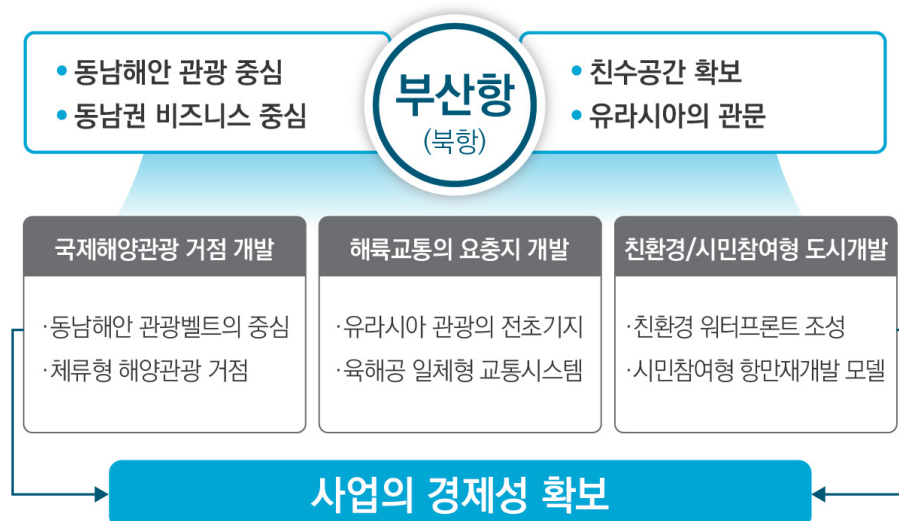 • 동남해안 관광 중심
• 동남권 비즈니스 중심
부산항
(북항)
• 친수공간 확보
• 유라시아의 관문
국제해양관광 거점 개발
·동남해안 관광벨트의 중심
·체류형 해양관광 거점
해륙교통의 요충지 개발
·유라시아 관광의 전초기지
·육해공 일체형 교통시스템
친환경/시민참여형 도시개발
·친환경 워터프론트 조성
·시민참여형 항만재개발 모델
사업의 경제성 확보